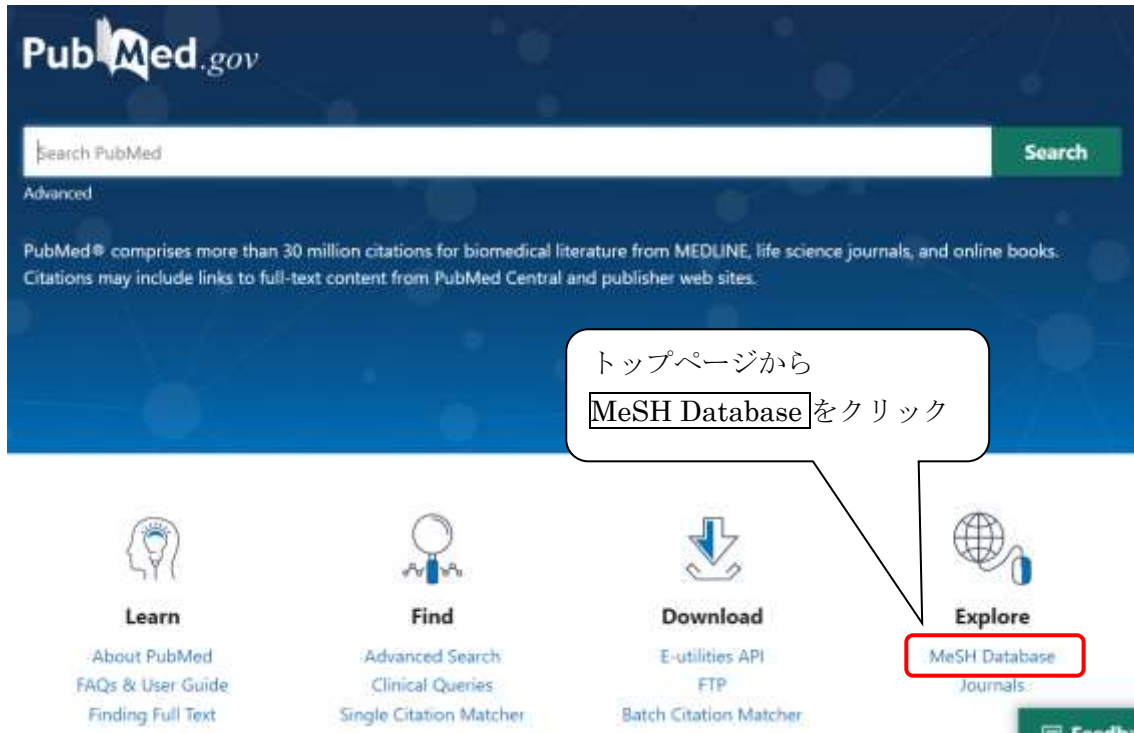 PubMed.gov
Search PubMed
Search
Advanced
PubMed® comprises more than 30 million citations for biomedical literature from MEDLINE, life science journals, and online books.
Citations may include links to full-text content from PubMed Central and publisher web sites.
トップページから
MeSH Database をクリック
Learn
About PubMed
FAQs & User Guide
Finding Full Text
Find
Advanced Search
Clinical Queries
Single Citation Matcher
Download
E-utilities API
FTP
Batch Citation Matcher
Explore
MeSH Database
Journals